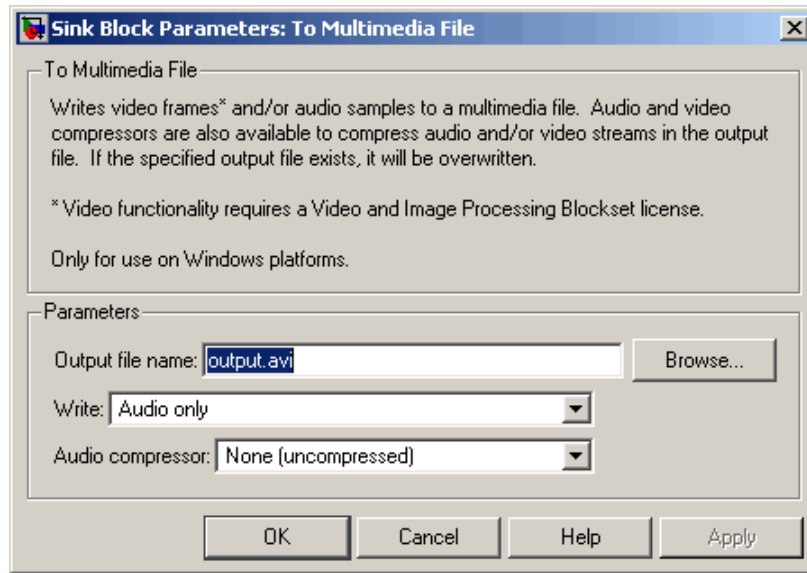 Sink Block Parameters: To Multimedia File
To Multimedia File
Writes video frames* and/or audio samples to a multimedia file.  Audio and video
compressors are also available to compress audio and/or video streams in the output
file.  If the specified output file exists, it will be overwritten.
* Video functionality requires a Video and Image Processing Blockset license.
Only for use on Windows platforms.
Parameters
Output file name: output.avi Browse...
Write: Audio only
Audio compressor: None (uncompressed)
OK Cancel Help Apply